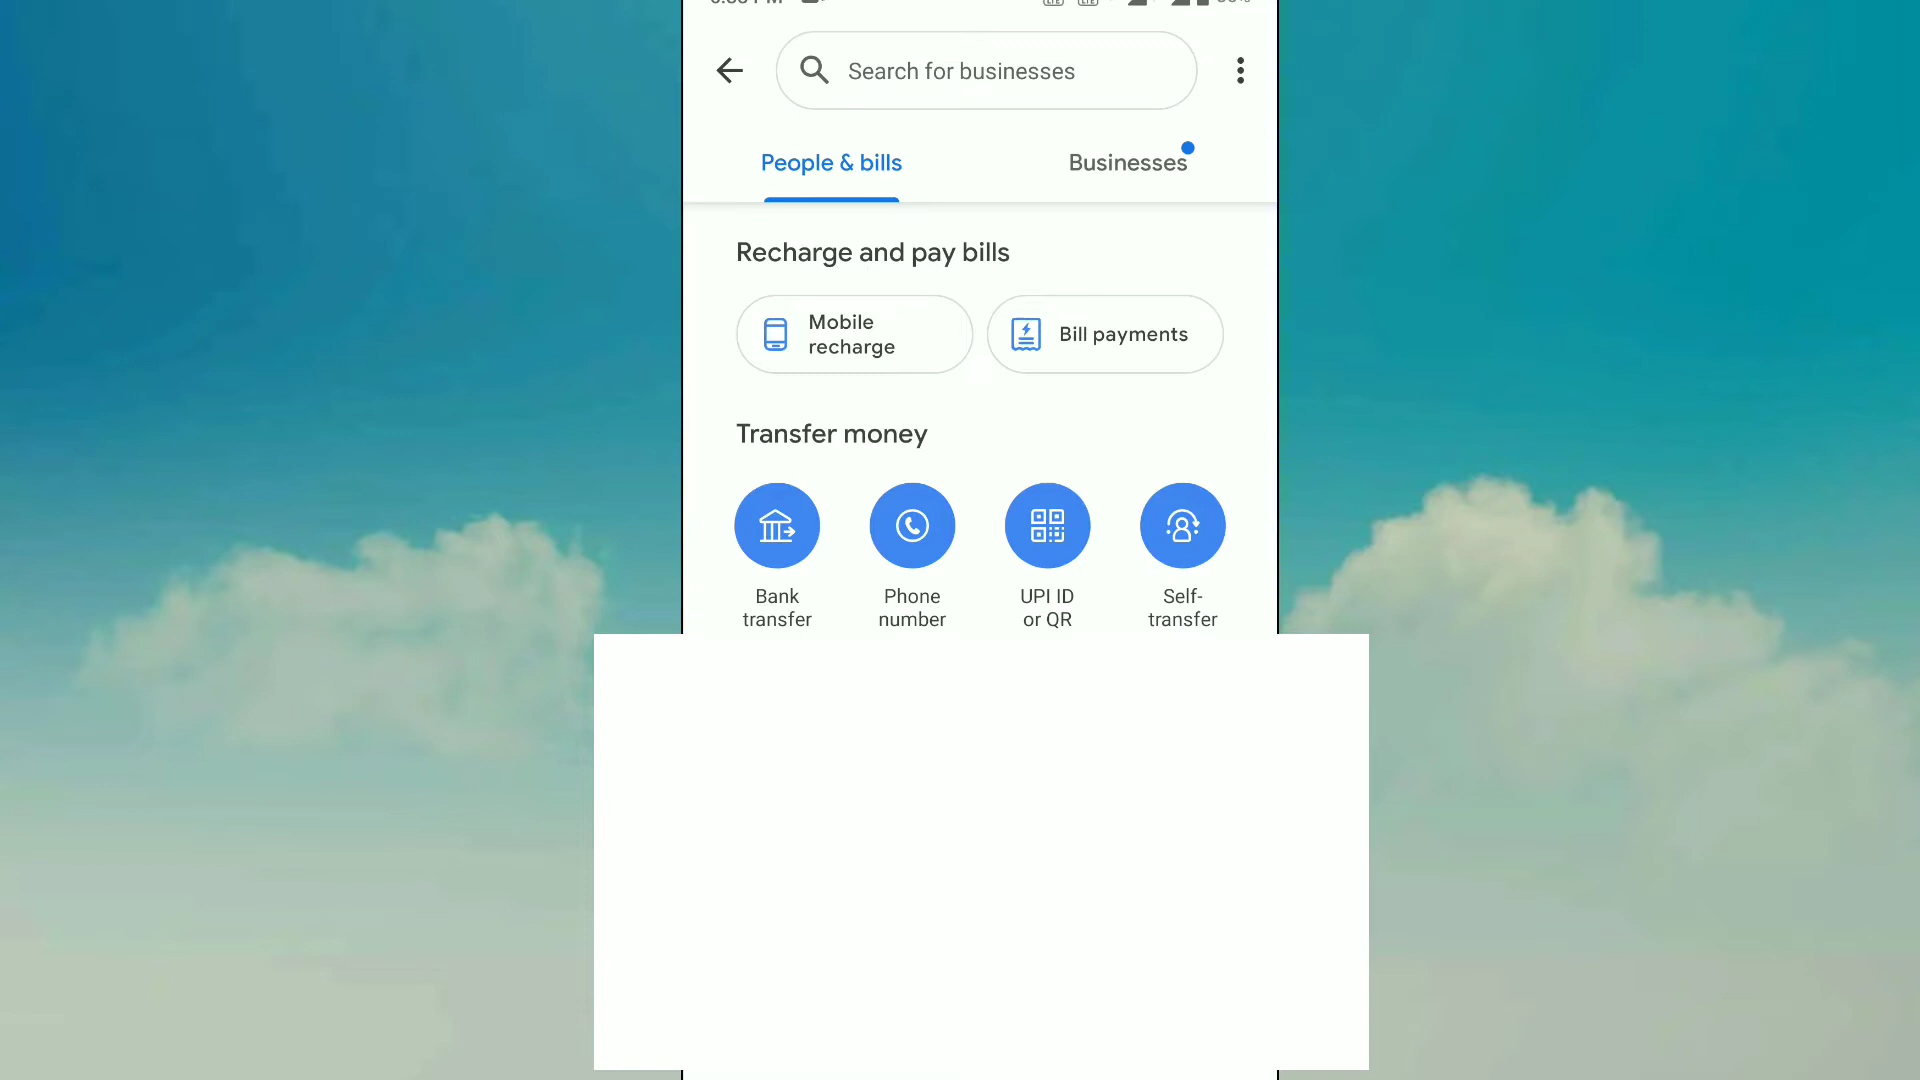 Search for businesses
People & bills
Businesses
Recharge and pay bills
Mobile
recharge
Bill payments
Transfer money
Bank
transfer
Phone
number
UPI ID
or QR
Self-
transfer